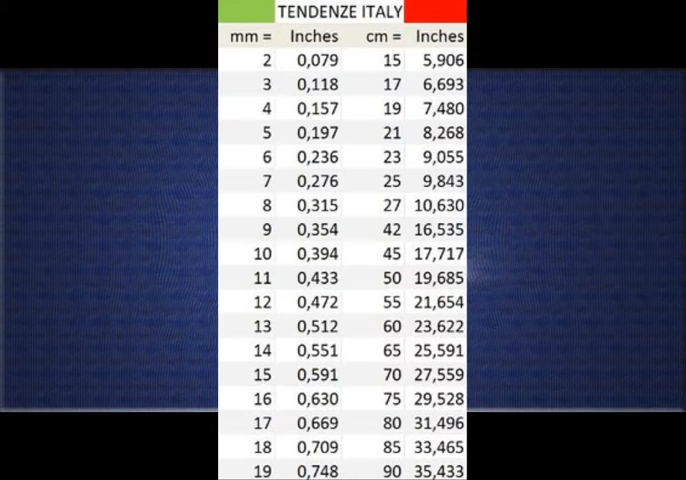 TENDENZE ITALY
mm = Inches cm = Inches
2 0,079 15 5,906
3 0,118 17 6,693
4 0,157 19 7,480
5 0,197 21 8,268
6 0,236 23 9,055
7 0,276 25 9,843
8 0,315 27 10,630
9 0,354 42 16,535
10 0,394 45 17,717
11 0,433 50 19,685
12 0,472 55 21,654
13 0,512 60 23,622
14 0,551 65 25,591
15 0,591 70 27,559
16 0,630 75 29,528
17 0,669 80 31,496
18 0,709 85 33,465
19 0,748 90 35,433